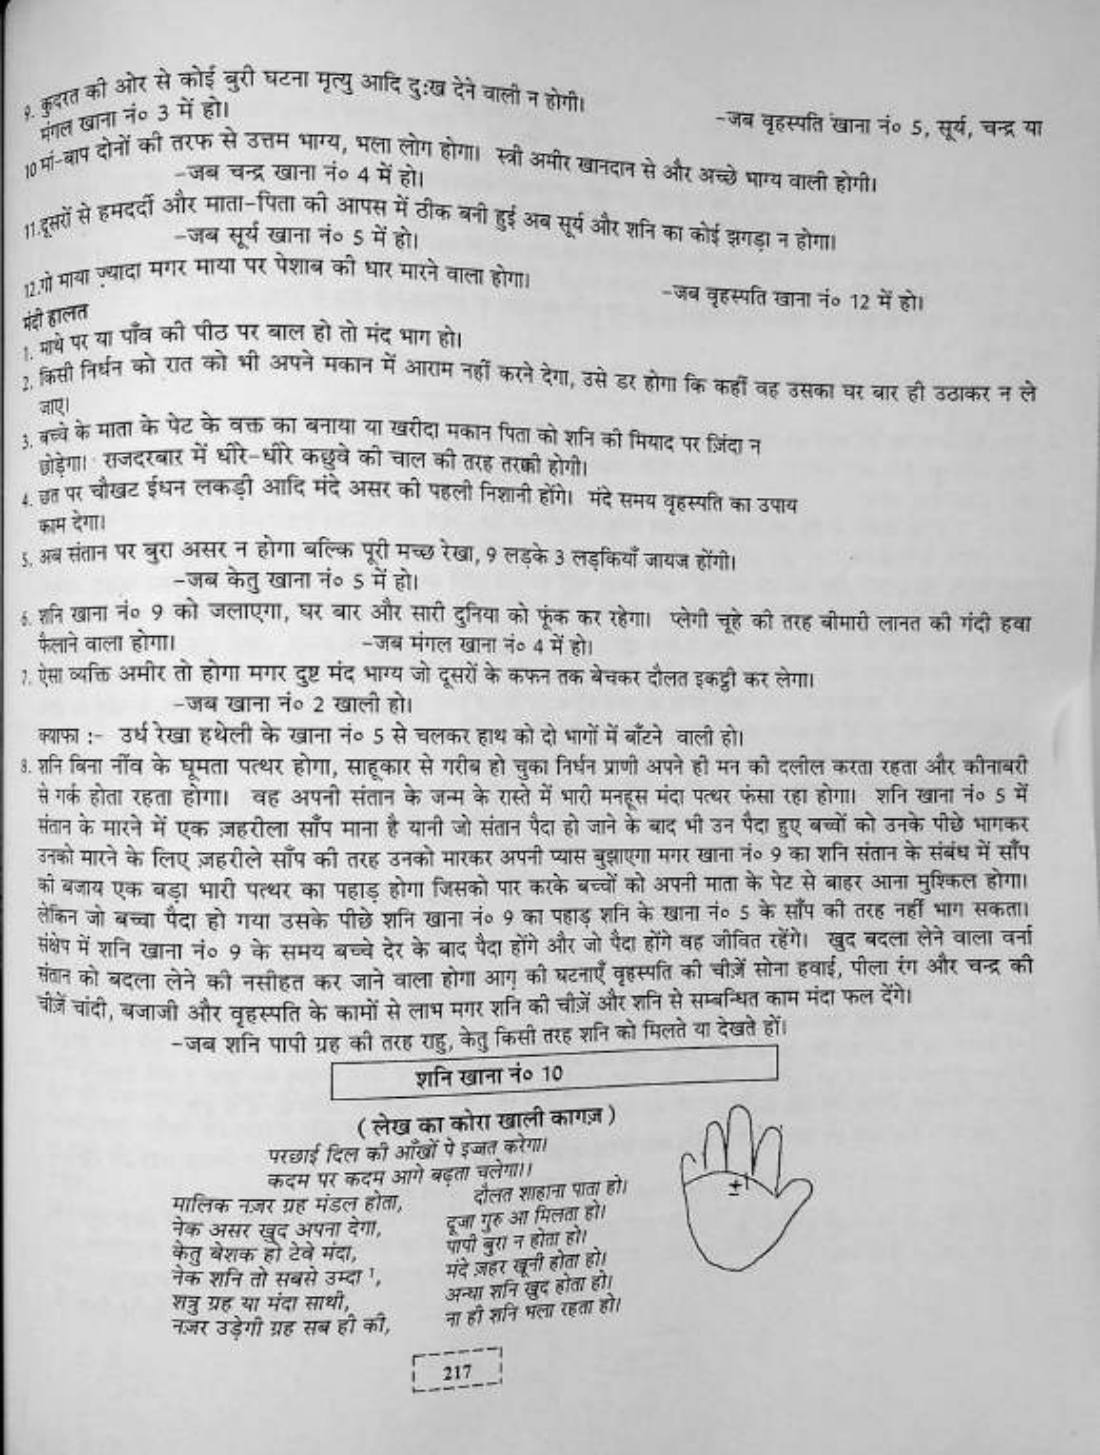 9. कुदरत की ओर से कोई बुरी घटना मृत्यु आदि दुःख देने वाली न होगी।
-जब वृहस्पति खाना नं० 5, सूर्य, चन्द्र या
मंगल खाना नं० 3 में हो।
10 मां-बाप दोनों की तरफ से उत्तम भाग्य, भला लोग होगा। स्त्री अमीर खानदान से और अच्छे भाग्य वाली होगी।
-जब चन्द्र खाना नं० 4 में हो।
11.दूसरों से हमदर्दी और माता-पिता की आपस में ठीक बनी हुई अब सूर्य और शनि का कोई झगड़ा न होगा।
-जब सूर्य खाना नं० 5 में हो।
12.गो माया ज़्यादा मगर माया पर पेशाब की धार मारने वाला होगा।
-जब वृहस्पति खाना नं० 12 में हो।
मंदी हालत
1. माथे पर या पाँव की पीठ पर बाल हो तो मंद भाग हो।
2. किसी निर्धन को रात को भी अपने मकान में आराम नहीं करने देगा, उसे डर होगा कि कहीं वह उसका घर बार ही उठाकर न ले
जाए।
3. बच्चे के माता के पेट के वक्त का बनाया या खरीदा मकान पिता को शनि की मियाद पर ज़िंदा न
छोड़ेगा। राजदरबार में धीरे-धीरे कछुवे की चाल की तरह तरक्की होगी।
4. छत पर चौखट ईंधन लकड़ी आदि मंदे असर की पहली निशानी होंगे। मंदे समय वृहस्पति का उपाय
काम देगा।
5. अब संतान पर बुरा असर न होगा बल्कि पूरी मच्छ रेखा, 9 लड़के 3 लड़कियाँ जायज होंगी।
-जब केतु खाना नं० 5 में हो।
6. शनि खाना नं० 9 को जलाएगा, घर बार और सारी दुनिया को फूंक कर रहेगा। प्लेगी चूहे की तरह बीमारी लानत की गंदी हवा
फैलाने वाला होगा। -जब मंगल खाना नं० 4 में हो।
7. ऐसा व्यक्ति अमीर तो होगा मगर दुष्ट मंद भाग्य जो दूसरों के कफन तक बेचकर दौलत इकट्ठी कर लेगा।
-जब खाना नं० 2 खाली हो।
क्याफा :- उर्ध रेखा हथेली के खाना नं० 5 से चलकर हाथ को दो भागों में बाँटने वाली हो।
8. शनि बिना नींव के घूमता पत्थर होगा, साहूकार से गरीब हो चुका निर्धन प्राणी अपने ही मन की दलील करता रहता और कीनाबरी
से गर्क होता रहता होगा। वह अपनी संतान के जन्म के रास्ते में भारी मनहूस मंदा पत्थर फंसा रहा होगा। शनि खाना नं० 5 में
संतान के मारने में एक ज़हरीला साँप माना है यानी जो संतान पैदा हो जाने के बाद भी उन पैदा हुए बच्चों को उनके पीछे भागकर
उनको मारने के लिए ज़हरीले साँप की तरह उनको मारकर अपनी प्यास बुझाएगा मगर खाना नं० 9 का शनि संतान के संबंध में साँप
की बजाय एक बड़ा भारी पत्थर का पहाड़ होगा जिसको पार करके बच्चों को अपनी माता के पेट से बाहर आना मुश्किल होगा।
लेकिन जो बच्चा पैदा हो गया उसके पीछे शनि खाना नं० 9 का पहाड़ शनि के खाना नं० 5 के साँप की तरह नहीं भाग सकता।
संक्षेप में शनि खाना नं० 9 के समय बच्चे देर के बाद पैदा होंगे और जो पैदा होंगे वह जीवित रहेंगे। खुद बदला लेने वाला वर्ना
संतान को बदला लेने की नसीहत कर जाने वाला होगा आग की घटनाएँ वृहस्पति की चीज़ें सोना हवाई, पीला रंग और चन्द्र की
चीज़ें चांदी, बजाजी और वृहस्पति के कामों से लाभ मगर शनि की चीज़ें और शनि से सम्बन्धित काम मंदा फल देंगे।
-जब शनि पापी ग्रह की तरह राहु, केतु किसी तरह शनि को मिलते या देखते हों।
शनि खाना नं० 10
(लेख का कोरा खाली कागज़)
परछाई दिल की आँखों पे इज्जत करेगा।
कदम पर कदम आगे बढ़ता चलेगा।।
मालिक नज़र ग्रह मंडल होता, दौलत शाहाना पाता हो।
नेक असर खुद अपना देगा, दूजा गुरु आ मिलता हो।
केतु बेशक हो टेवे मंदा, पापी बुरा न होता हो।
नेक शनि तो सबसे उम्दा ¹, मंदे ज़हर खूनी होता हो।
शत्रु ग्रह या मंदा साथी, अन्धा शनि खुद होता हो।
नज़र उड़ेगी ग्रह सब ही की, ना ही शनि भला रहता हो।
217